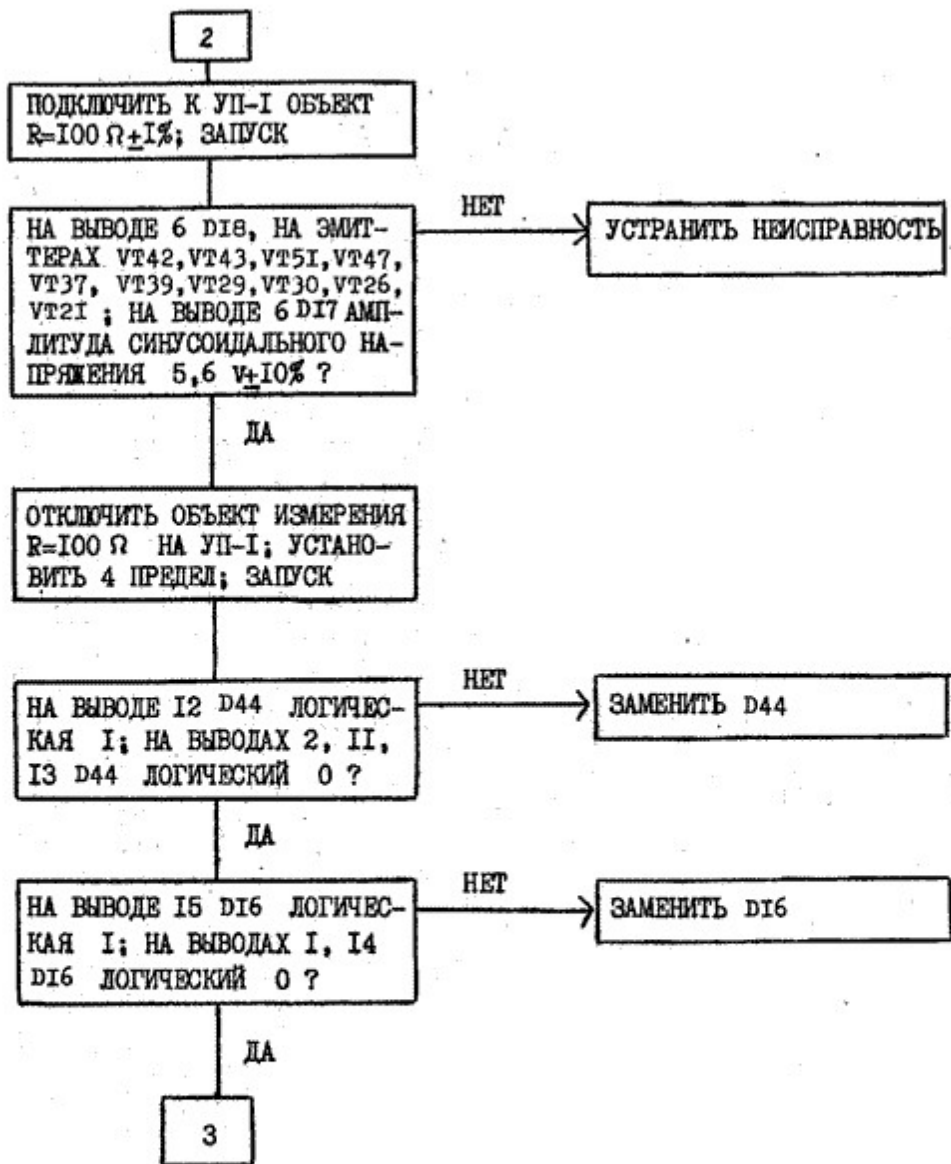 2
ПОДКЛЮЧИТЬ К УП-I ОБЪЕКТ
R=I00 Ω ±I%; ЗАПУСК
НА ВЫВОДЕ 6 DI8, НА ЭМИТ-
ТЕРАХ VT42,VT43,VT5I,VT47,
VT37, VT39,VT29,VT30,VT26,
VT2I ; НА ВЫВОДЕ 6 DI7 АМП-
ЛИТУДА СИНУСОИДАЛЬНОГО НА-
ПРЯЖЕНИЯ 5,6 V±I0% ?
НЕТ
УСТРАНИТЬ НЕИСПРАВНОСТЬ
ДА
ОТКЛЮЧИТЬ ОБЪЕКТ ИЗМЕРЕНИЯ
R=I00 Ω НА УП-I; УСТАНО-
ВИТЬ 4 ПРЕДЕЛ; ЗАПУСК
НА ВЫВОДЕ I2 D44 ЛОГИЧЕС-
КАЯ I; НА ВЫВОДАХ 2, II,
I3 D44 ЛОГИЧЕСКИЙ 0 ?
НЕТ
ЗАМЕНИТЬ D44
ДА
НА ВЫВОДЕ I5 DI6 ЛОГИЧЕС-
КАЯ I; НА ВЫВОДАХ I, I4
DI6 ЛОГИЧЕСКИЙ 0 ?
НЕТ
ЗАМЕНИТЬ DI6
ДА
3